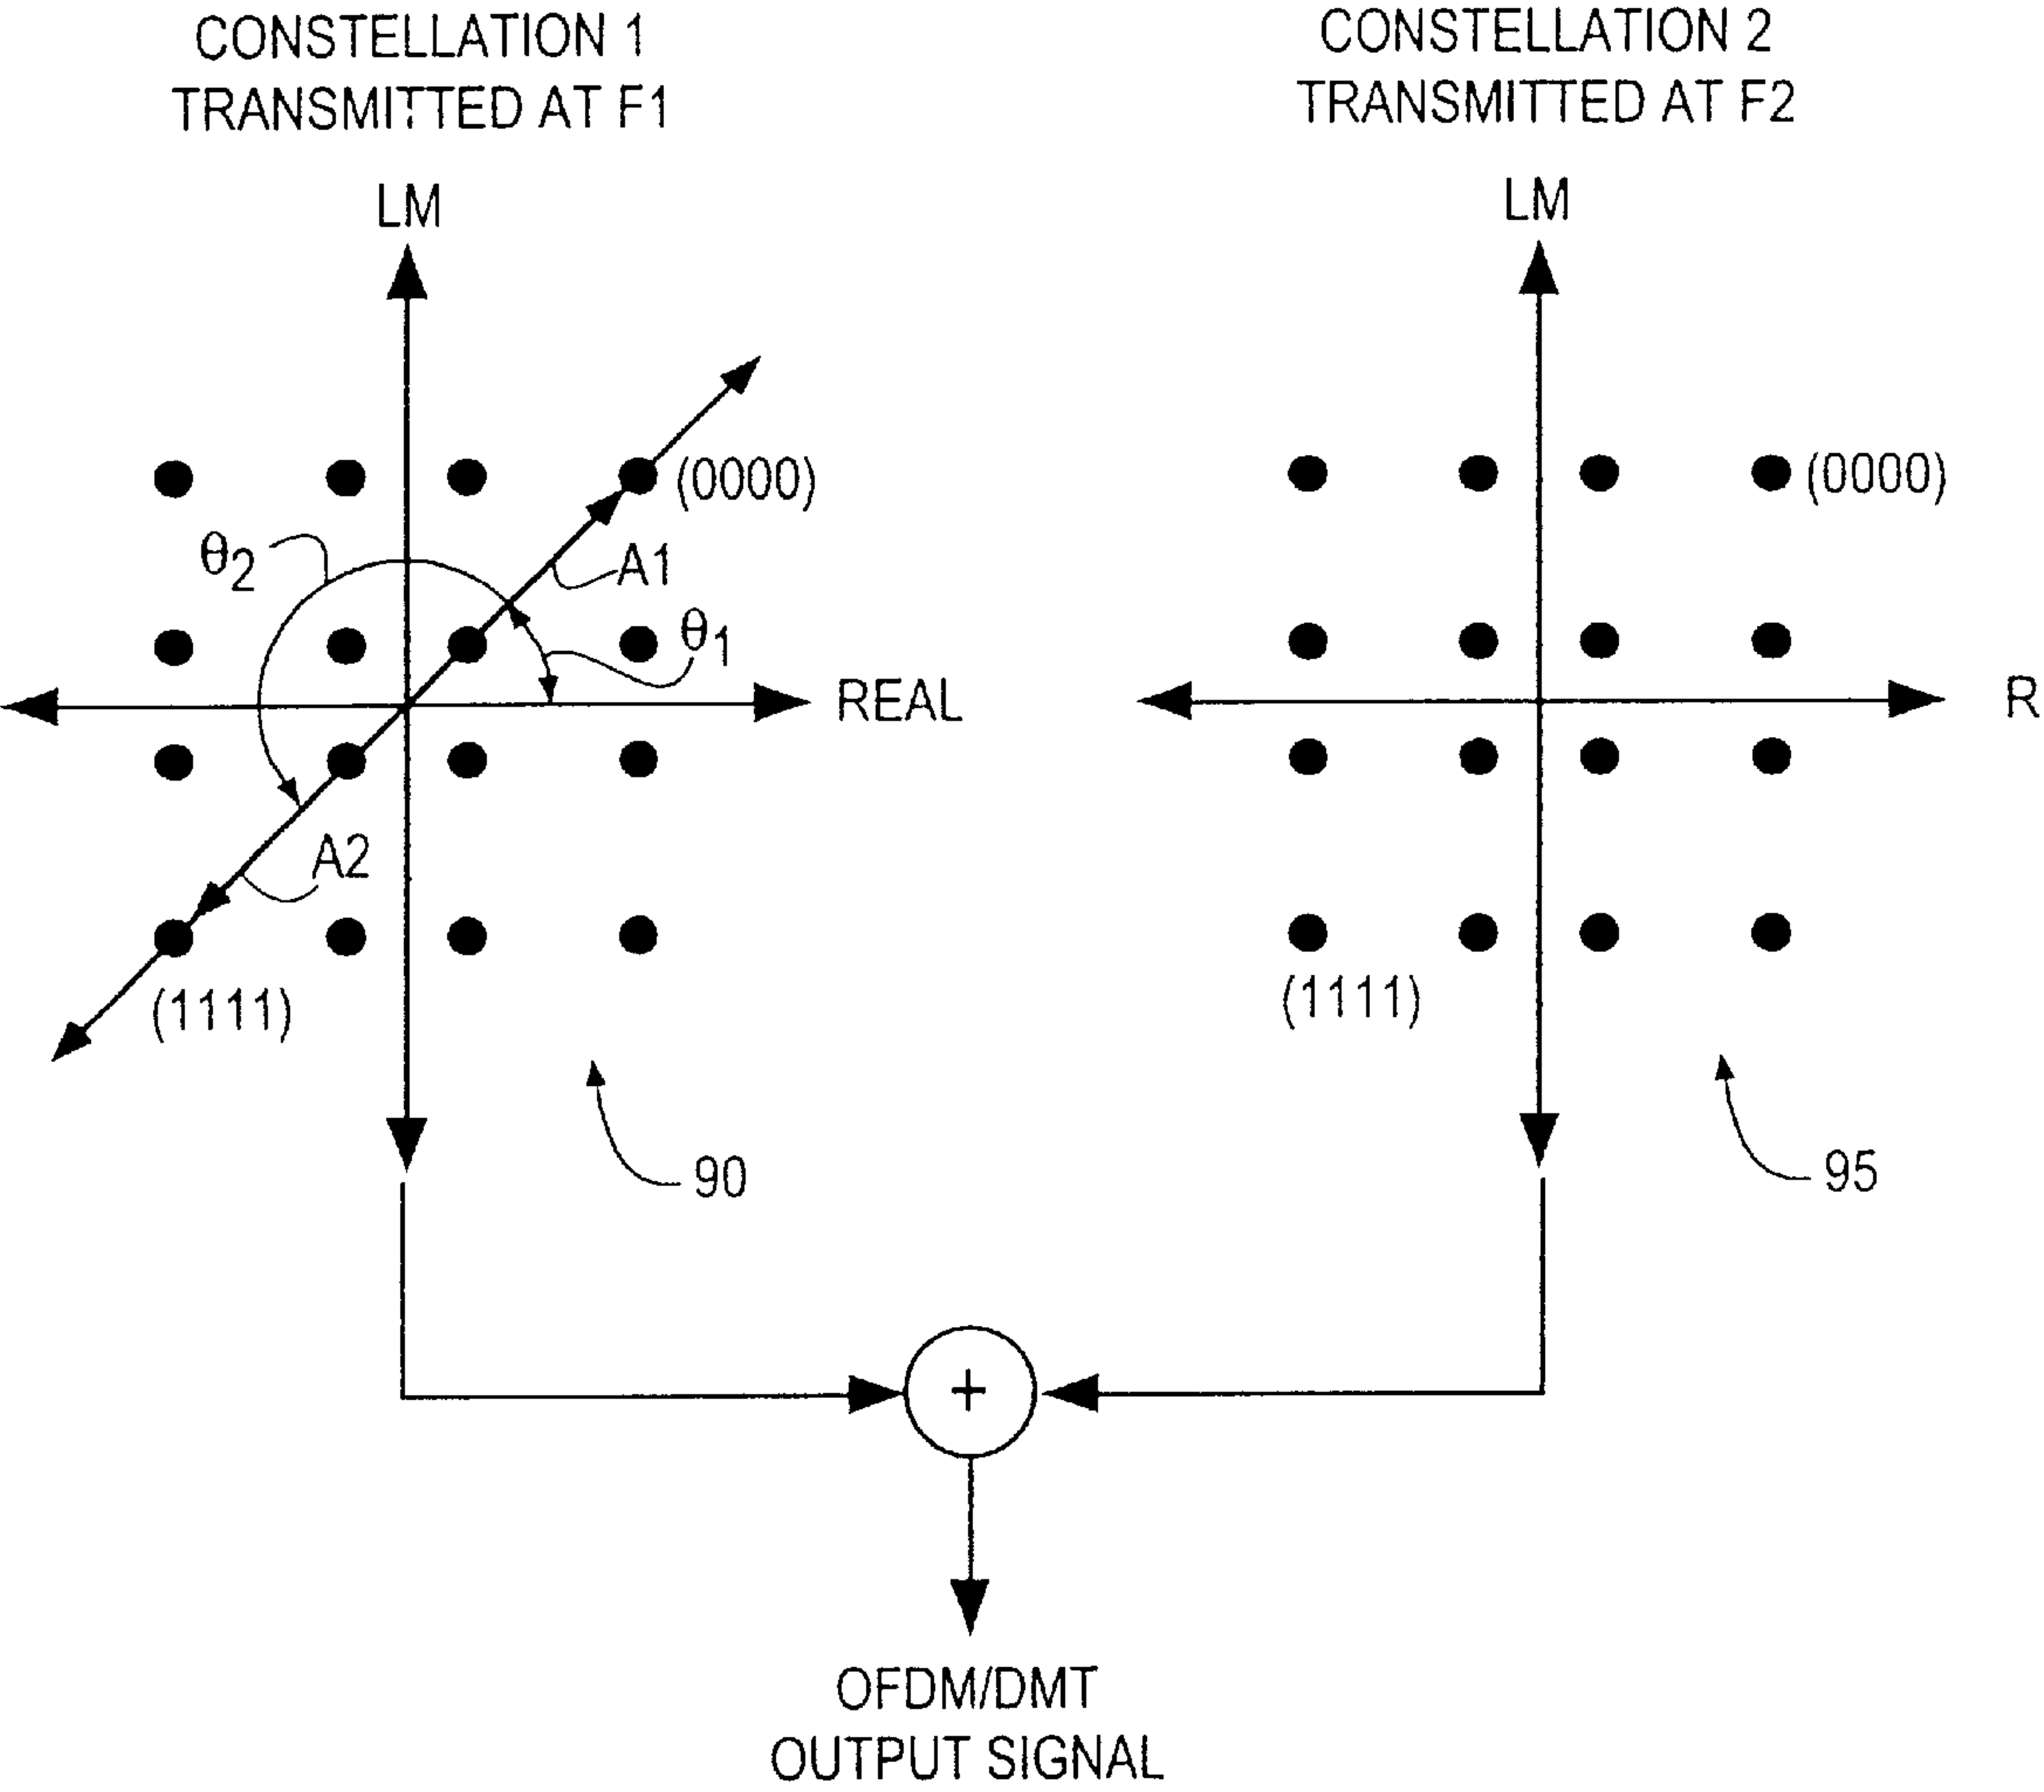 CONSTELLATION 1
TRANSMITTED AT F1
CONSTELLATION 2
TRANSMITTED AT F2
LM
LM
(0000)
(0000)
θ2
A1
θ1
REAL
R
A2
(1111)
(1111)
90
95
+
OFDM/DMT
OUTPUT SIGNAL